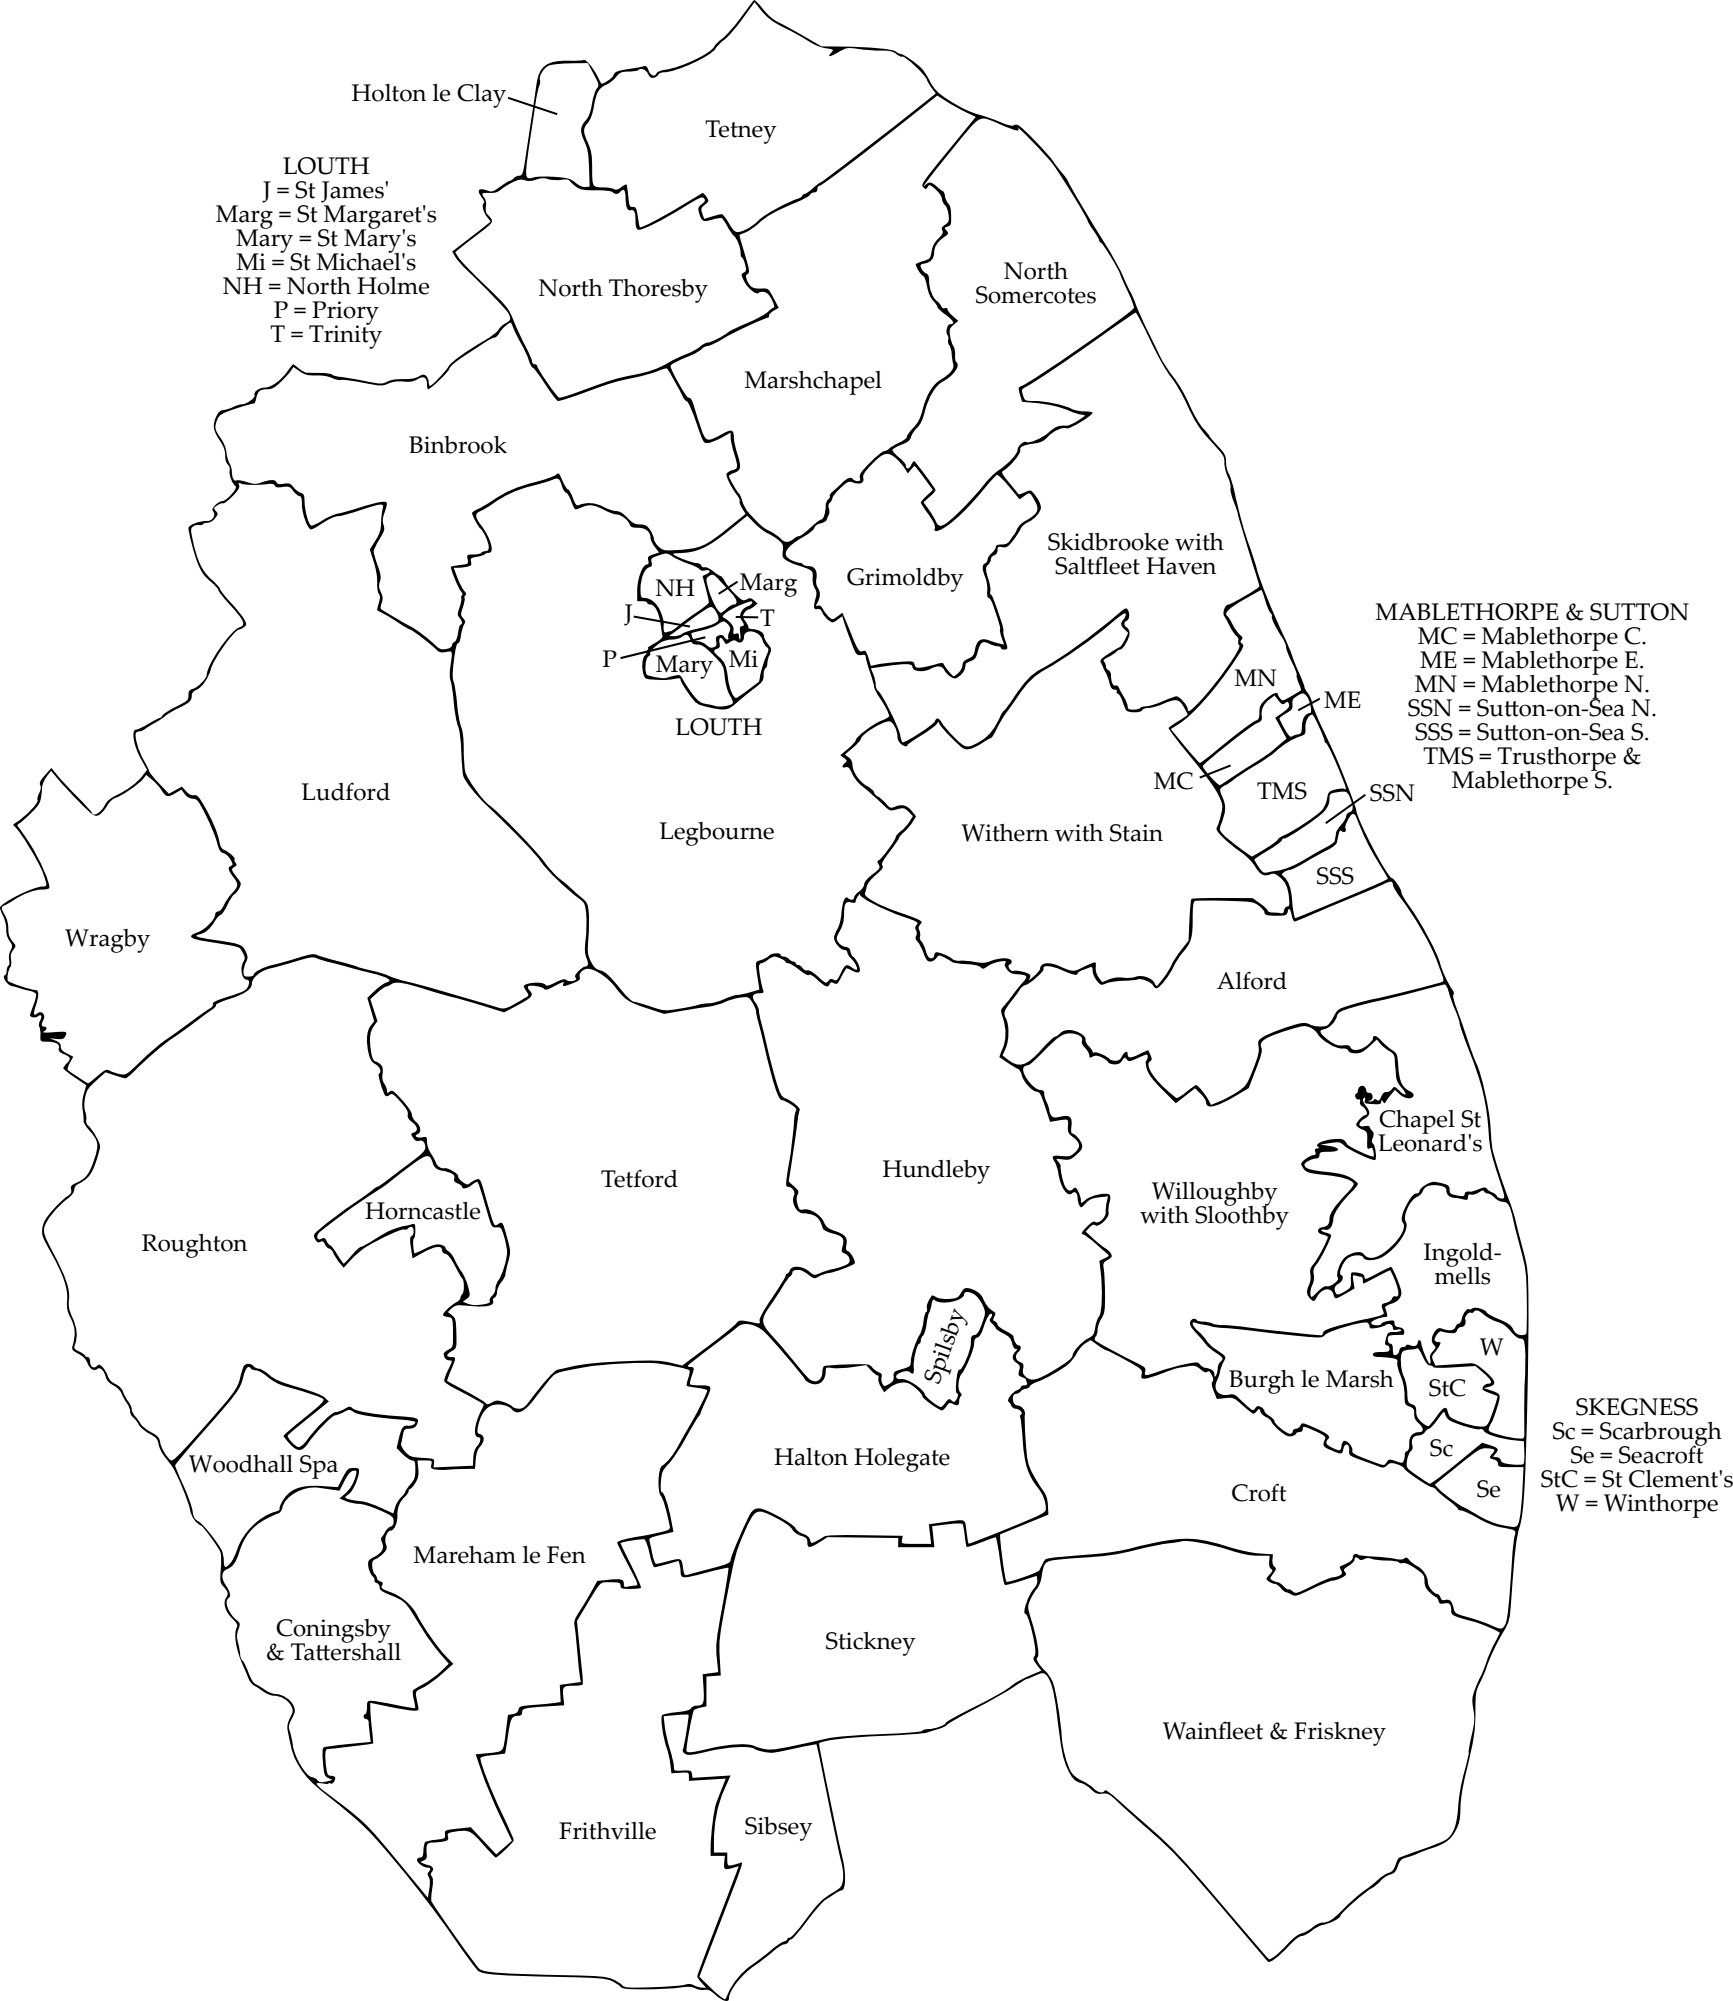 Holton le Clay
Tetney
LOUTH
J = St James'
Marg = St Margaret's
Mary = St Mary's
Mi = St Michael's
NH = North Holme
P = Priory
T = Trinity
North Thoresby
North
Somercotes
Marshchapel
Binbrook
Skidbrooke with
Saltfleet Haven
Grimoldby
NH
Marg
J
T
P
Mary
Mi
LOUTH
MABLETHORPE & SUTTON
MC = Mablethorpe C.
ME = Mablethorpe E.
MN = Mablethorpe N.
SSN = Sutton-on-Sea N.
SSS = Sutton-on-Sea S.
TMS = Trusthorpe &
Mablethorpe S.
MN
ME
MC
TMS
SSN
SSS
Ludford
Legbourne
Withern with Stain
Wragby
Alford
Chapel St
Leonard's
Tetford
Hundleby
Willoughby
with Sloothby
Horncastle
Roughton
Ingold-
mells
Spilsby
W
Burgh le Marsh
StC
SKEGNESS
Sc = Scarbrough
Se = Seacroft
StC = St Clement's
W = Winthorpe
Sc
Se
Woodhall Spa
Halton Holegate
Croft
Mareham le Fen
Coningsby
& Tattershall
Stickney
Wainfleet & Friskney
Frithville
Sibsey